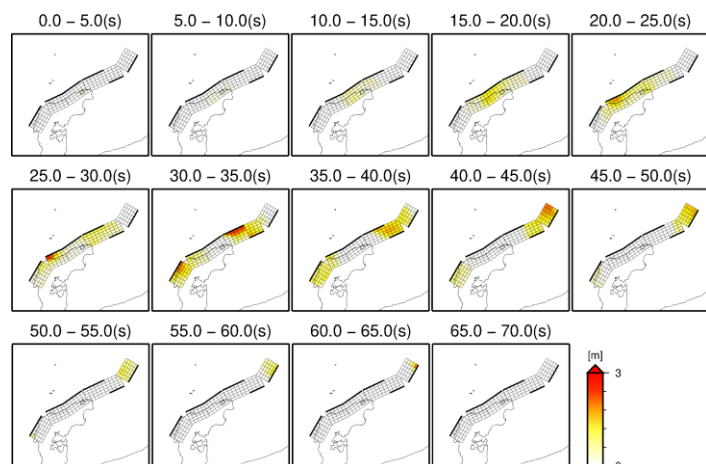 0.0 – 5.0(s) 5.0 – 10.0(s) 10.0 – 15.0(s) 15.0 – 20.0(s) 20.0 – 25.0(s)
25.0 – 30.0(s) 30.0 – 35.0(s) 35.0 – 40.0(s) 40.0 – 45.0(s) 45.0 – 50.0(s)
50.0 – 55.0(s) 55.0 – 60.0(s) 60.0 – 65.0(s) 65.0 – 70.0(s)
[m]
3